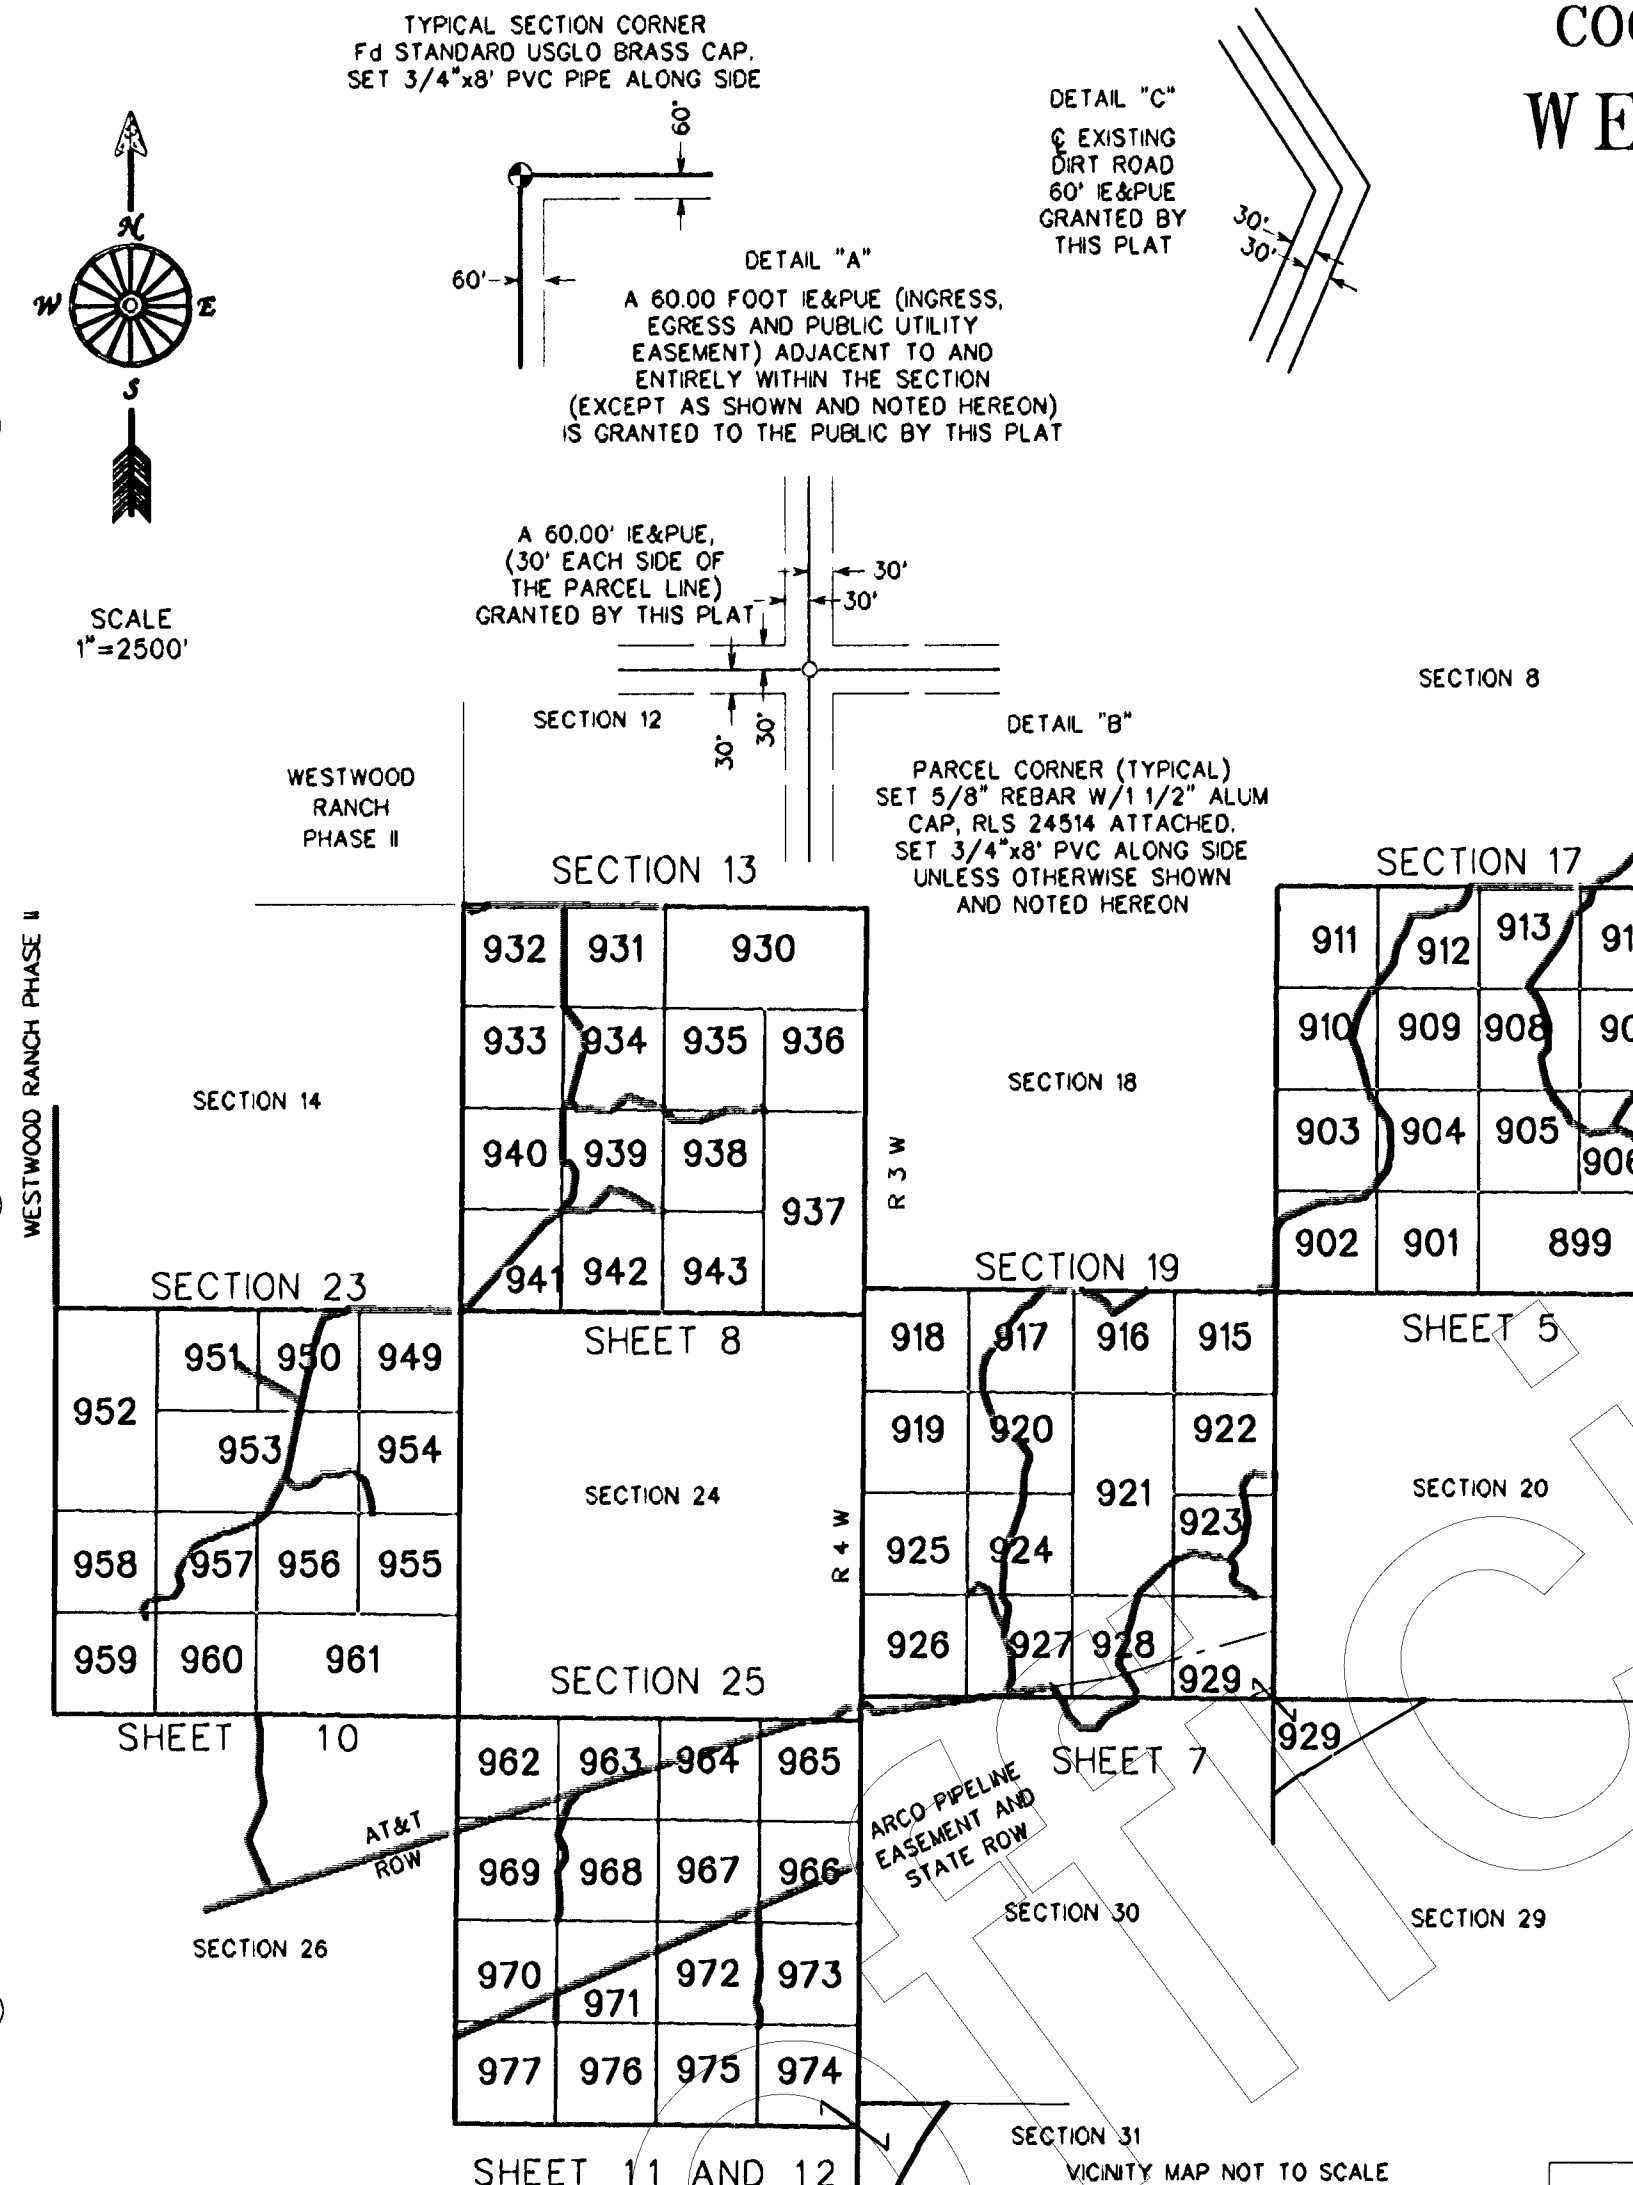 TYPICAL SECTION CORNER
Fd STANDARD USGLO BRASS CAP.
SET 3/4"x8' PVC PIPE ALONG SIDE
60'
60'
DETAIL "A"
A 60.00 FOOT IE&PUE (INGRESS,
EGRESS AND PUBLIC UTILITY
EASEMENT) ADJACENT TO AND
ENTIRELY WITHIN THE SECTION
(EXCEPT AS SHOWN AND NOTED HEREON)
IS GRANTED TO THE PUBLIC BY THIS PLAT
DETAIL "C"
℄ EXISTING
DIRT ROAD
60' IE&PUE
GRANTED BY
THIS PLAT
30'
30'
N
W
E
S
SCALE
1"=2500'
A 60.00' IE&PUE,
(30' EACH SIDE OF
THE PARCEL LINE)
GRANTED BY THIS PLAT
30'
30'
30'
30'
DETAIL "B"
PARCEL CORNER (TYPICAL)
SET 5/8" REBAR W/1 1/2" ALUM
CAP, RLS 24514 ATTACHED.
SET 3/4"x8' PVC ALONG SIDE
UNLESS OTHERWISE SHOWN
AND NOTED HEREON
SECTION 8
SECTION 12
WESTWOOD
RANCH
PHASE II
WESTWOOD RANCH PHASE II
SECTION 13
932 931 930
933 934 935 936
940 939 938
937
941 942 943
SHEET 8
SECTION 14
SECTION 17
911 912 913
910 909 908
903 904 905
902 901 899
SHEET 5
SECTION 18
R 3 W
SECTION 19
918 917 916 915
919 920 922
921
923
925 924
926 927 928
929
929
SHEET 7
SECTION 20
SECTION 23
951 950 949
952
953 954
958 957 956 955
959 960 961
SHEET 10
SECTION 24
R 4 W
SECTION 25
962 963 964 965
969 968 967 966
970 971 972 973
977 976 975 974
SHEET 11 AND 12
AT&T
ROW
SECTION 26
ARCO PIPELINE
EASEMENT AND
STATE ROW
SECTION 30
SECTION 29
SECTION 31
VICINITY MAP NOT TO SCALE